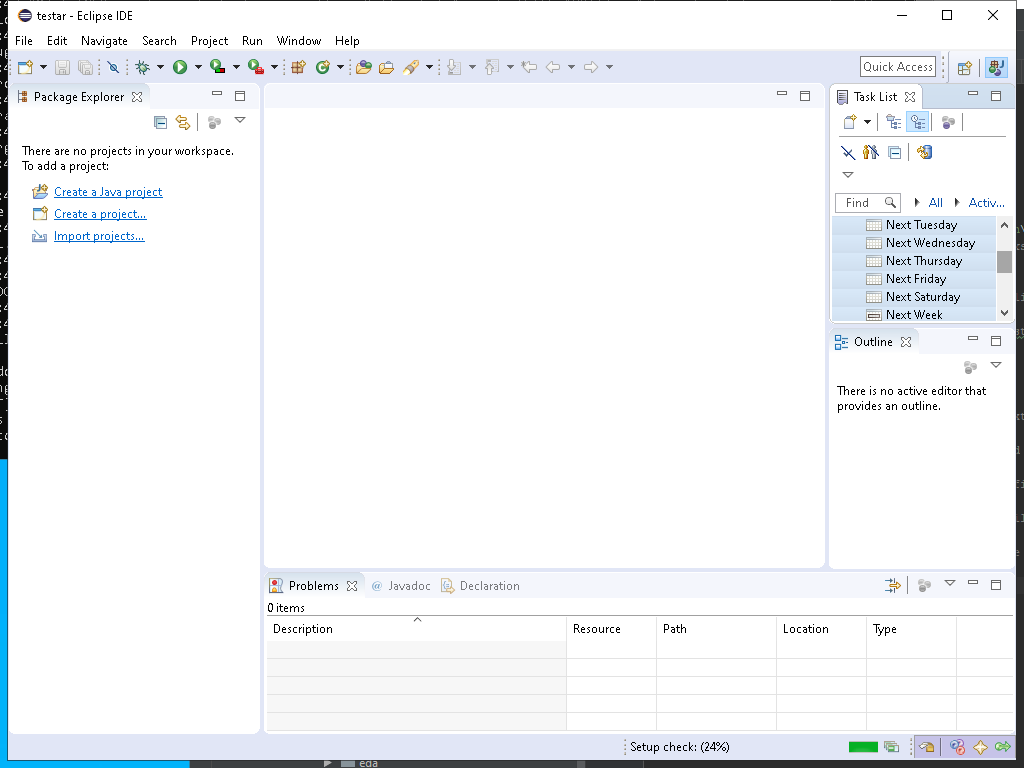 testar - Eclipse IDE
File Edit Navigate Search Project Run Window Help
Quick Access
Package Explorer
There are no projects in your workspace.
To add a project:
Create a Java project
Create a project...
Import projects...
Task List
Find All Activ...
Next Tuesday
Next Wednesday
Next Thursday
Next Friday
Next Saturday
Next Week
Outline
There is no active editor that
provides an outline.
Problems @ Javadoc Declaration
0 items
Description Resource Path Location Type
Setup check: (24%)
eda